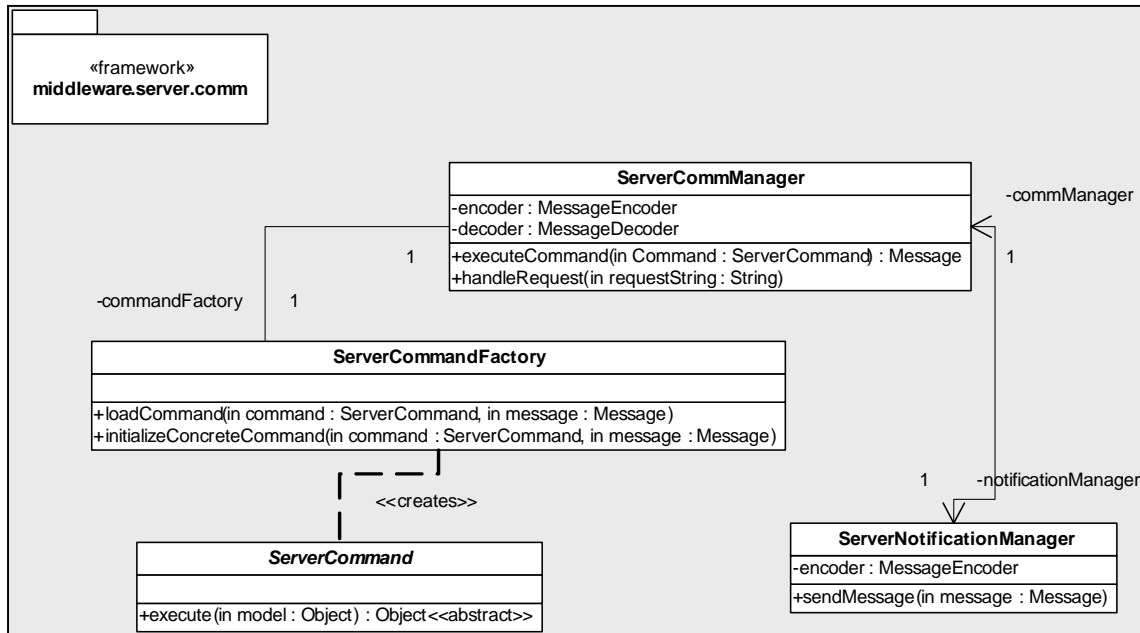 «framework»
middleware.server.comm
ServerCommManager
-encoder : MessageEncoder
-decoder : MessageDecoder
+executeCommand(in Command : ServerCommand) : Message
+handleRequest(in requestString : String)
-commManager
1
1
-commandFactory
1
ServerCommandFactory
+loadCommand(in command : ServerCommand, in message : Message)
+initializeConcreteCommand(in command : ServerCommand, in message : Message)
<<creates>>
1
-notificationManager
ServerCommand
+execute(in model : Object) : Object<<abstract>>
ServerNotificationManager
-encoder : MessageEncoder
+sendMessage(in message : Message)